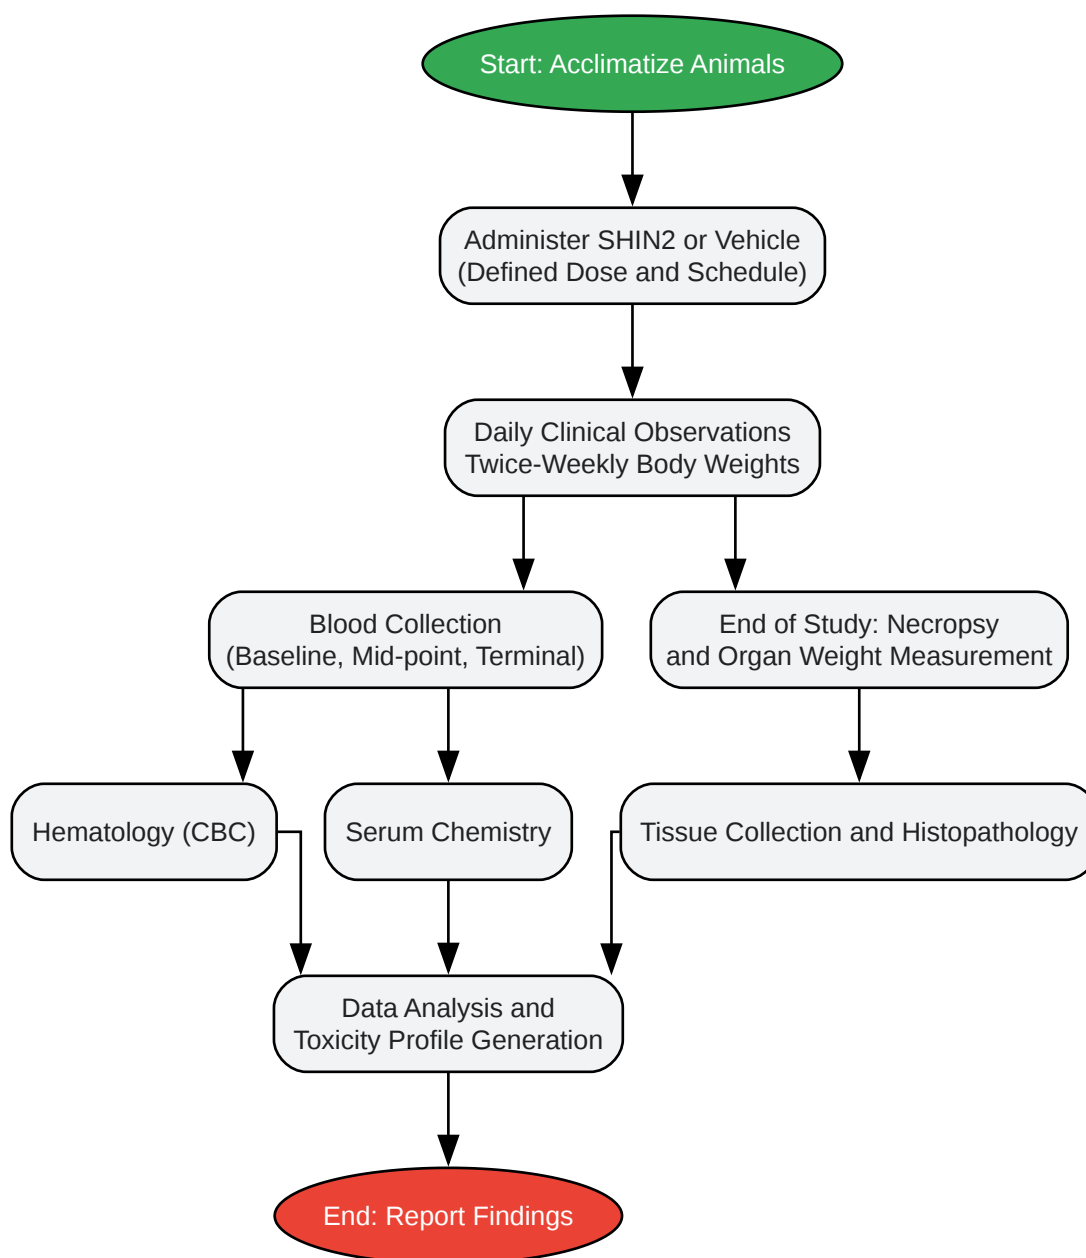 Start: Acclimatize Animals
Administer SHIN2 or Vehicle
(Defined Dose and Schedule)
Daily Clinical Observations
Twice-Weekly Body Weights
Blood Collection
(Baseline, Mid-point, Terminal)
End of Study: Necropsy
and Organ Weight Measurement
Hematology (CBC)
Serum Chemistry
Tissue Collection and Histopathology
Data Analysis and
Toxicity Profile Generation
End: Report Findings